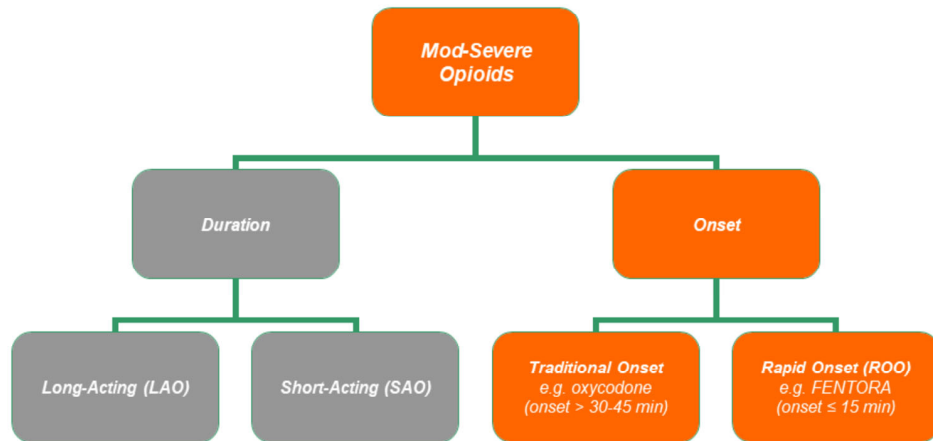 Mod-Severe
Opioids
Duration
Onset
Long-Acting (LAO)
Short-Acting (SAO)
Traditional Onset
e.g. oxycodone
(onset > 30-45 min)
Rapid Onset (ROO)
e.g. FENTORA
(onset ≤ 15 min)